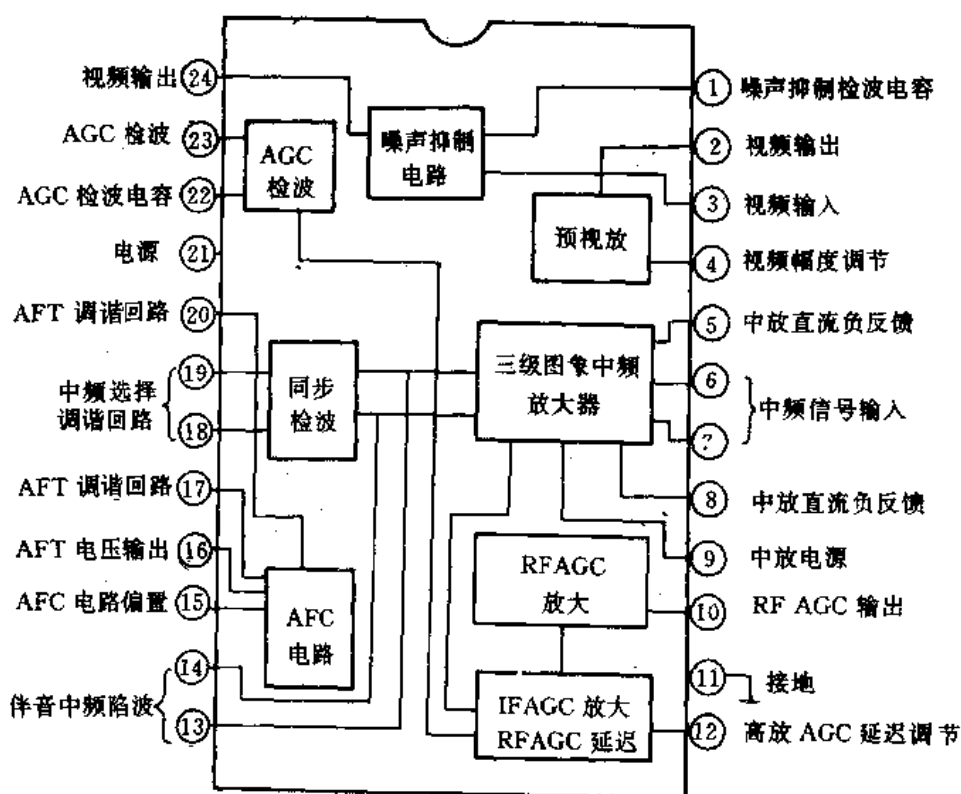 视频输出 ㉔
AGC 检波 ㉓
AGC 检波电容 ㉒
电源 ㉑
AFT 调谐回路 ⑳
中频选择
调谐回路
⑲
⑱
AFT 调谐回路 ⑰
AFT 电压输出 ⑯
AFC 电路偏置 ⑮
伴音中频陷波
⑭
⑬
AGC
检波
噪声抑制
电路
预视放
同步
检波
三级图象中频
放大器
RFAGC
放大
AFC
电路
IFAGC 放大
RFAGC 延迟
① 噪声抑制检波电容
② 视频输出
③ 视频输入
④ 视频幅度调节
⑤ 中放直流负反馈
⑥
⑦
中频信号输入
⑧ 中放直流负反馈
⑨ 中放电源
⑩ RF AGC 输出
⑪ 接地
⑫ 高放 AGC 延迟调节